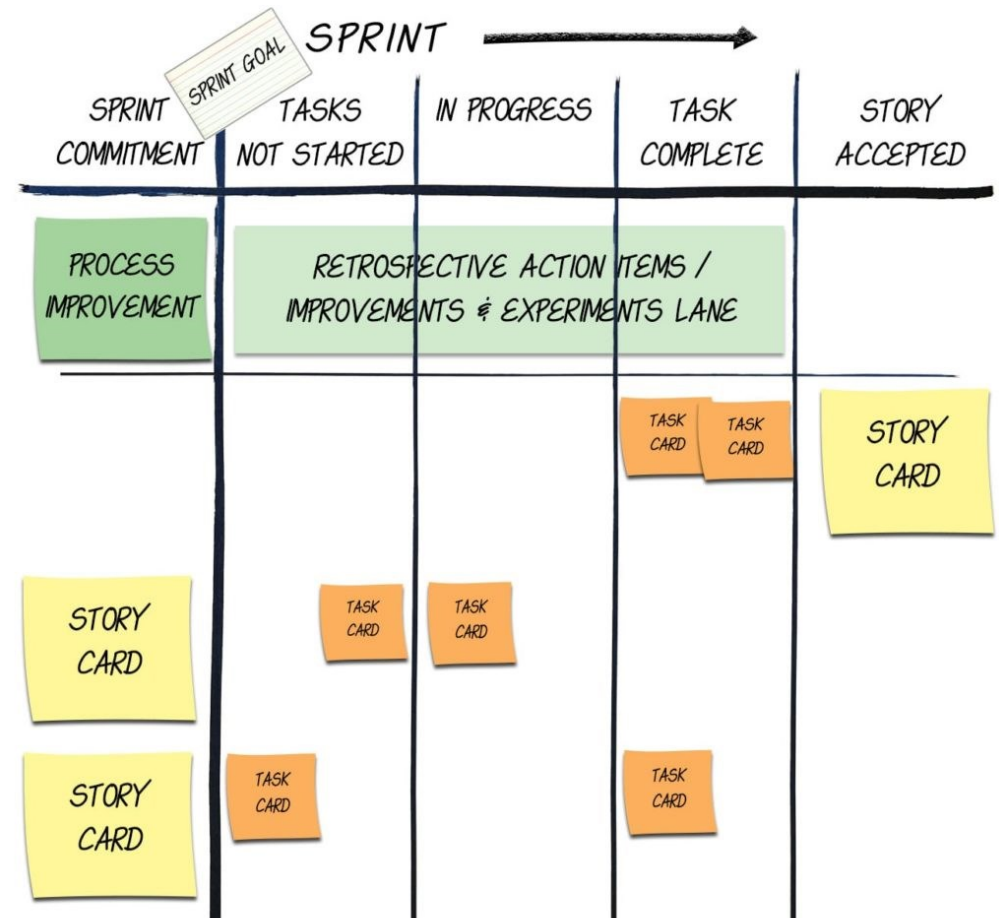 SPRINT
SPRINT GOAL
SPRINT
COMMITMENT
TASKS
NOT STARTED
IN PROGRESS
TASK
COMPLETE
STORY
ACCEPTED
PROCESS
IMPROVEMENT
RETROSPECTIVE ACTION ITEMS /
IMPROVEMENTS & EXPERIMENTS LANE
TASK
CARD
TASK
CARD
STORY
CARD
STORY
CARD
TASK
CARD
TASK
CARD
STORY
CARD
TASK
CARD
TASK
CARD